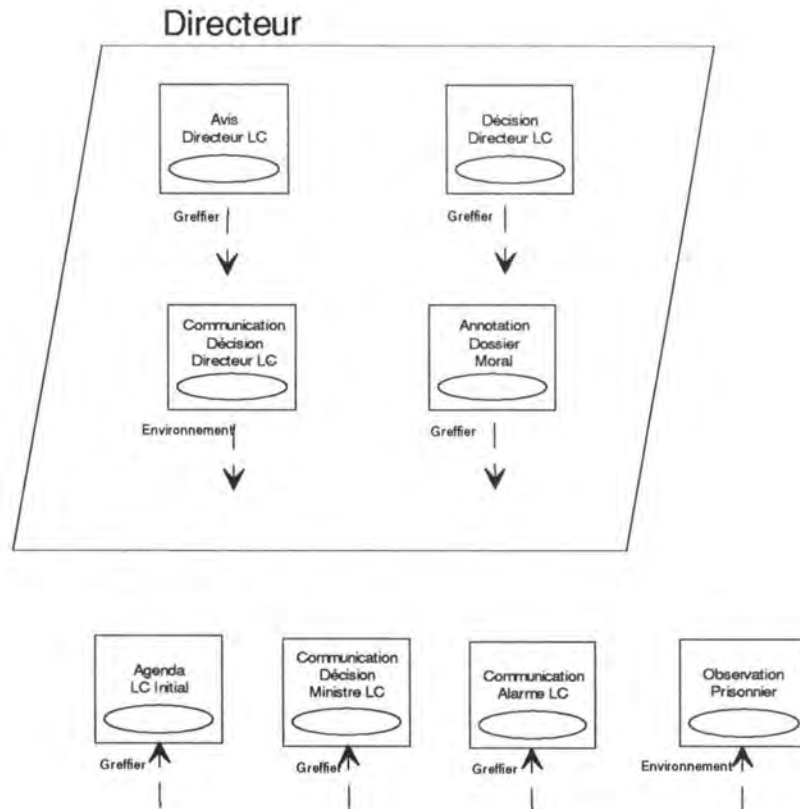 Directeur
Avis
Directeur LC
Décision
Directeur LC
Greffier
Greffier
Communication
Décision
Directeur LC
Annotation
Dossier
Moral
Environnement
Greffier
Agenda
LC Initial
Communication
Décision
Ministre LC
Communication
Alarme LC
Observation
Prisonnier
Greffier
Greffier
Greffier
Environnement